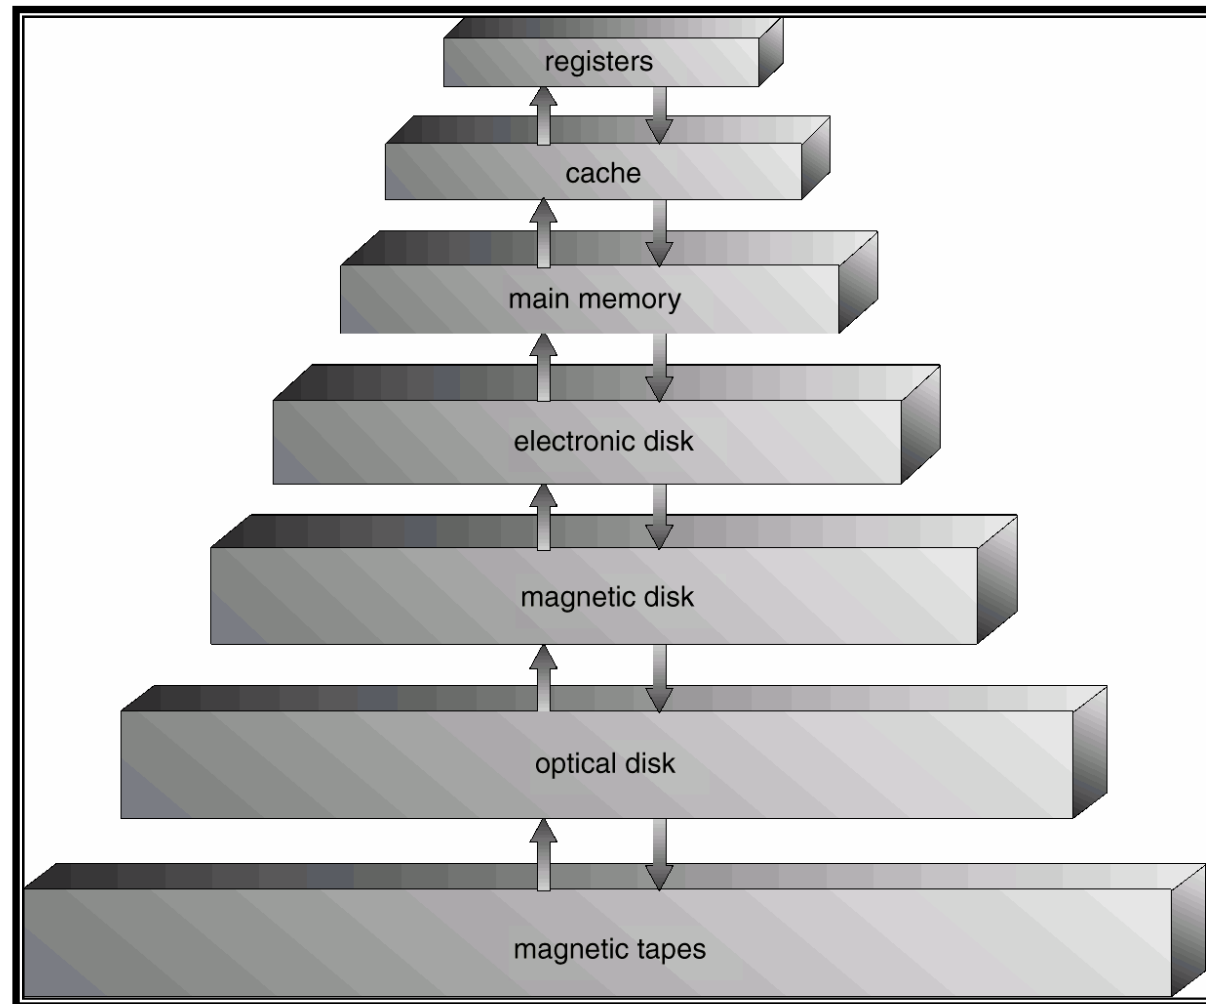 registers
cache
main memory
electronic disk
magnetic disk
optical disk
magnetic tapes